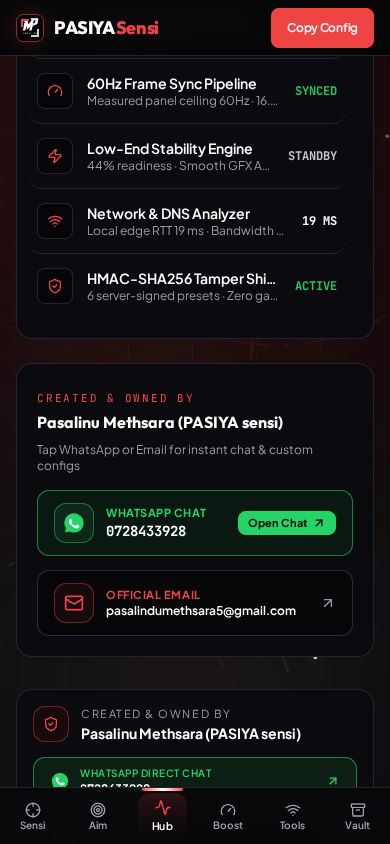 PASIYA Sensi
Copy Config
60Hz Frame Sync Pipeline
Measured panel ceiling 60Hz · 16....
SYNCED
Low-End Stability Engine
44% readiness · Smooth GFX A...
STANDBY
Network & DNS Analyzer
Local edge RTT 19 ms · Bandwidth ...
19 MS
HMAC-SHA256 Tamper Shi...
6 server-signed presets · Zero ga...
ACTIVE
CREATED & OWNED BY
Pasalinu Methsara (PASIYA sensi)
Tap WhatsApp or Email for instant chat & custom
configs
WHATSAPP CHAT
0728433928
Open Chat
OFFICIAL EMAIL
pasalindumethsara5@gmail.com
CREATED & OWNED BY
Pasalinu Methsara (PASIYA sensi)
WHATSAPP DIRECT CHAT
Sensi
Aim
Hub
Boost
Tools
Vault